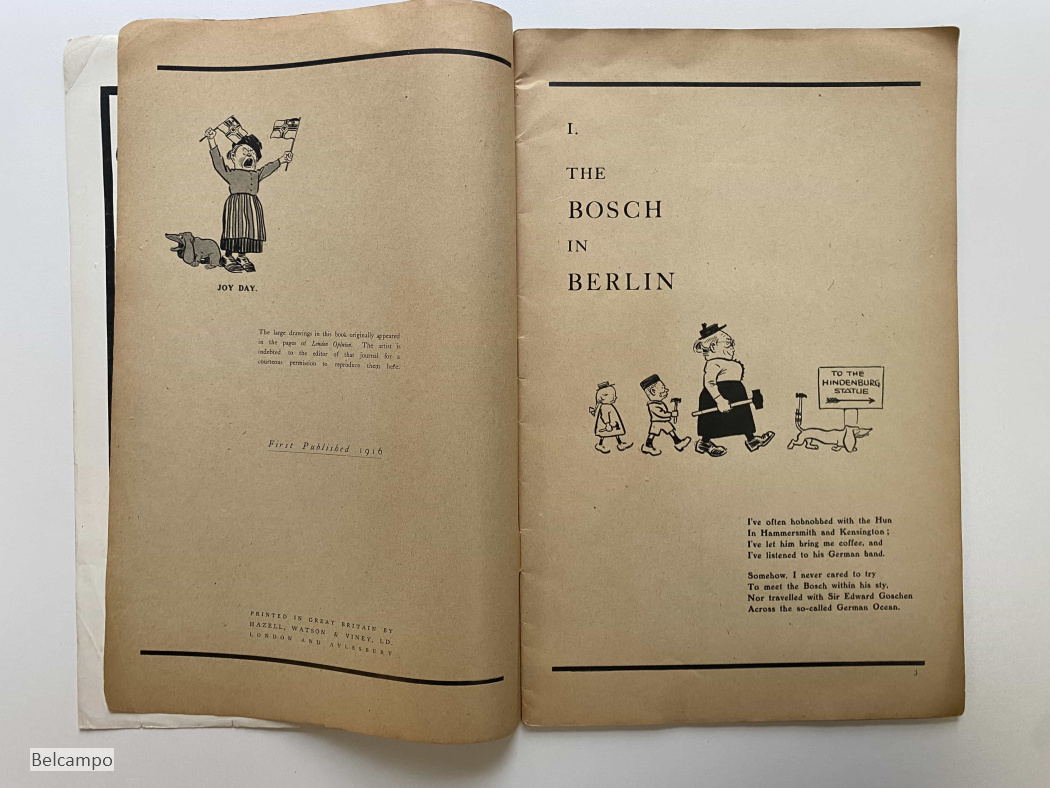 JOY DAY.
The large drawings in this book originally appeared
in the pages of London Opinion. The artist is
indebted to the editor of that journal for a
courteous permission to reproduce them here.
First Published 1916
PRINTED IN GREAT BRITAIN BY
HAZELL, WATSON & VINEY, LD.
LONDON AND AYLESBURY
I.
THE
BOSCH
IN
BERLIN
TO THE
HINDENBURG
STATUE
I've often hobnobbed with the Hun
In Hammersmith and Kensington;
I've let him bring me coffee, and
I've listened to his German band.
Somehow, I never cared to try
To meet the Bosch within his sty,
Nor travelled with Sir Edward Goschen
Across the so-called German Ocean.
3
Belcampo